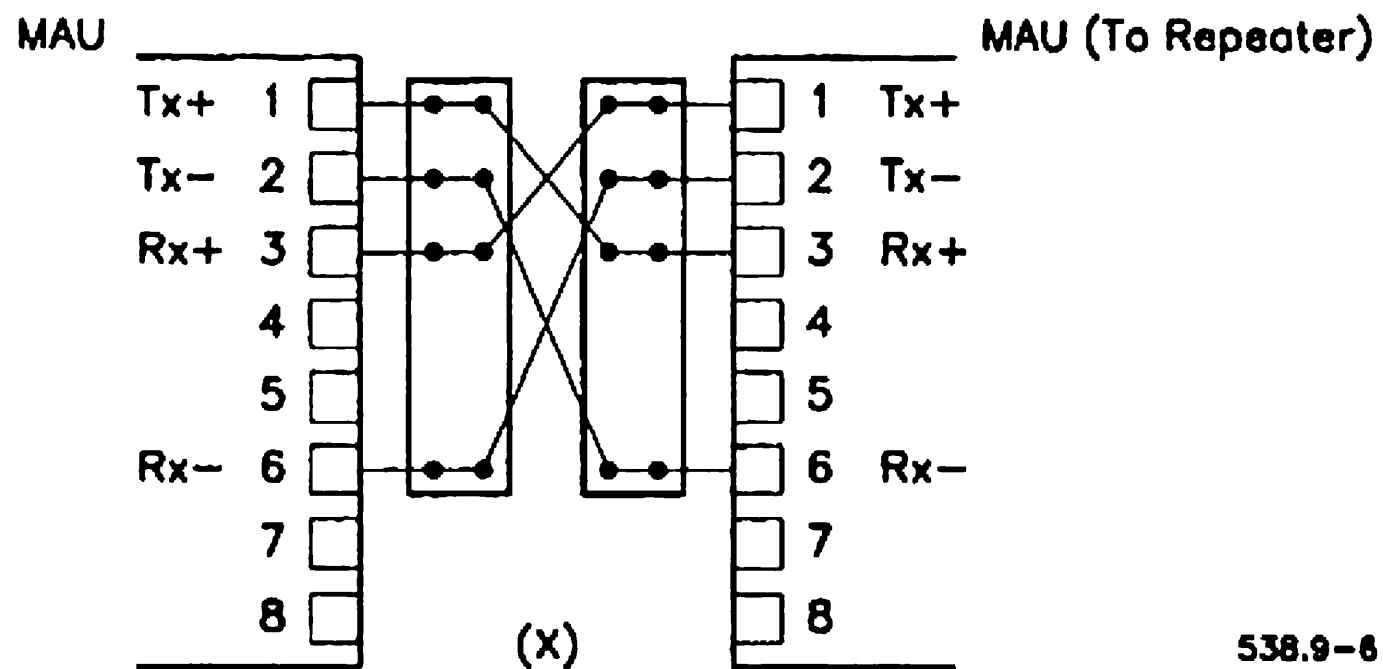 MAU MAU (To Repeater)
Tx+ 1 1 Tx+
Tx− 2 2 Tx−
Rx+ 3 3 Rx+
4 4
5 5
Rx− 6 6 Rx−
7 7
8 8
(X)
538.9−6